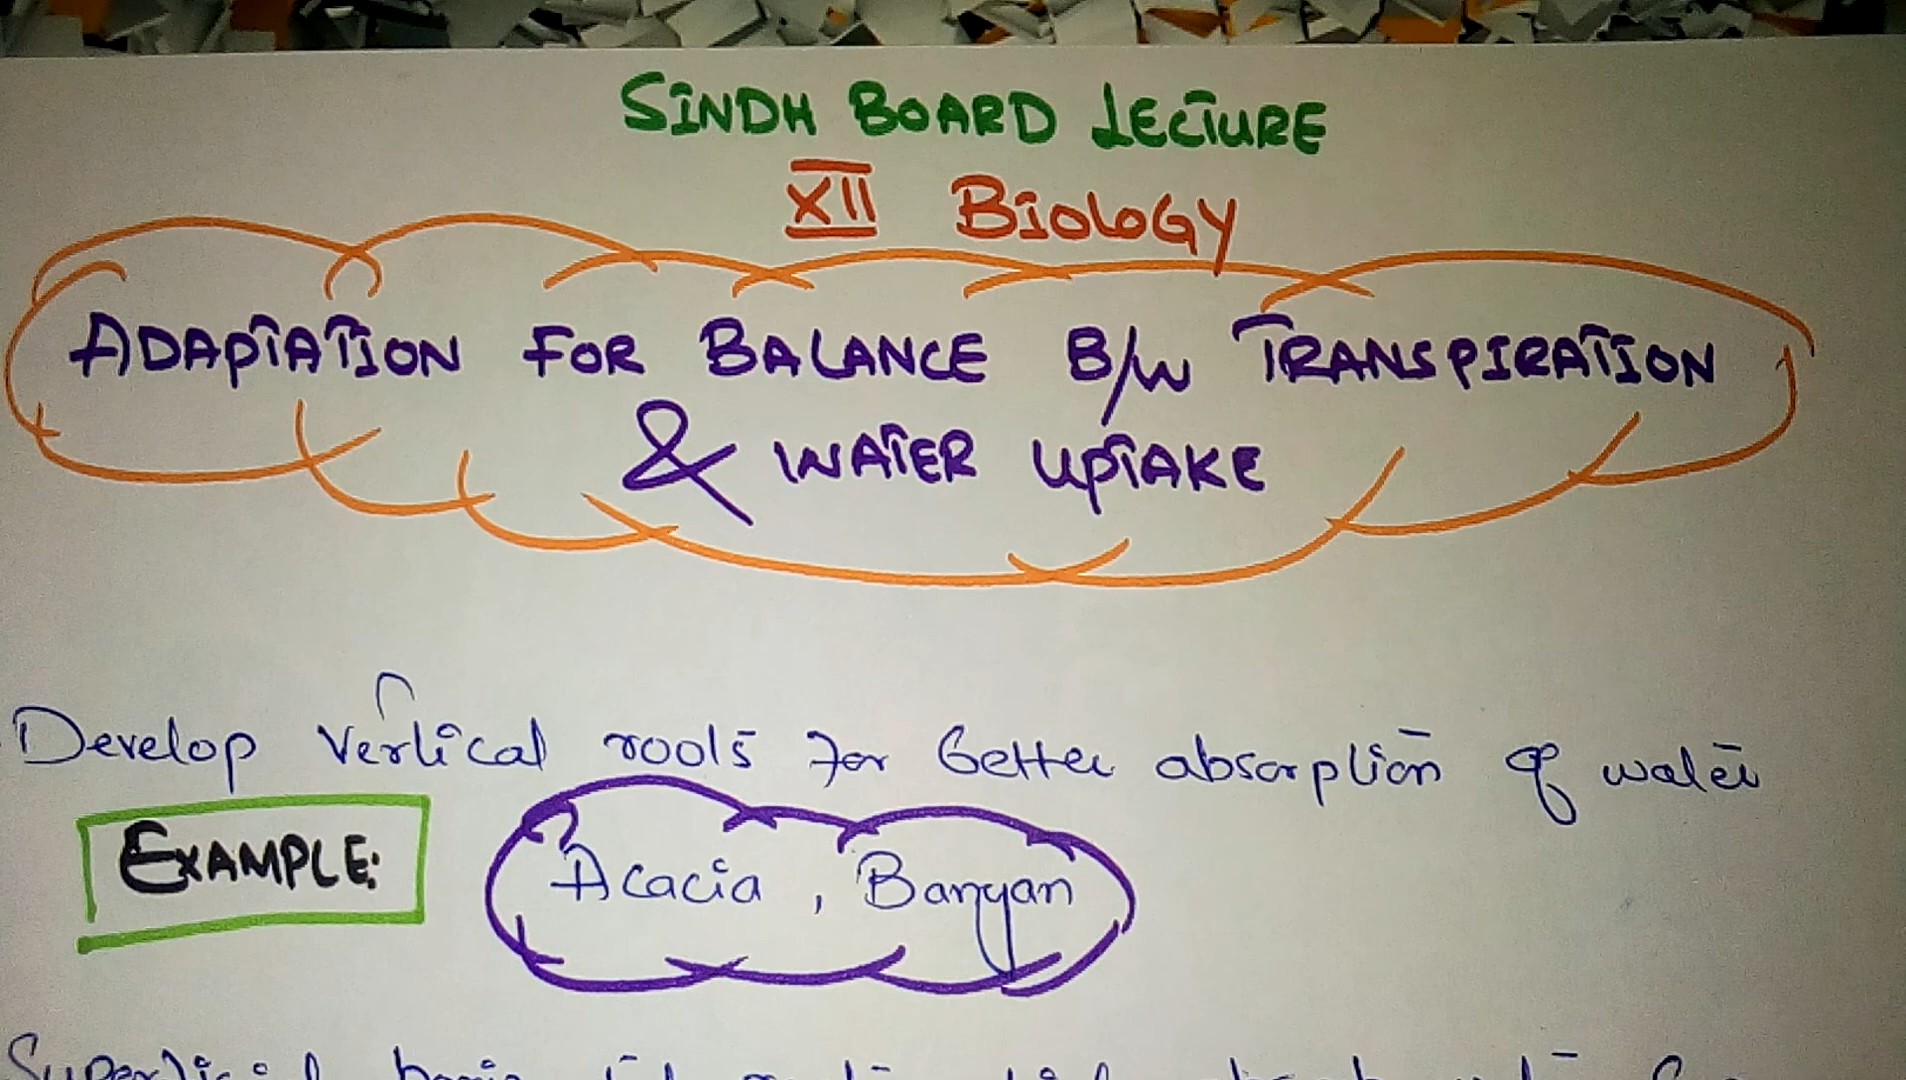 SINDH BOARD LECTURE
XII BIOLOGY
ADAPTATION FOR BALANCE B/W TRANSPIRATION
& WATER UPTAKE
Develop vertical roots for better absorption of water
EXAMPLE:
Acacia, Banyan
Superficial